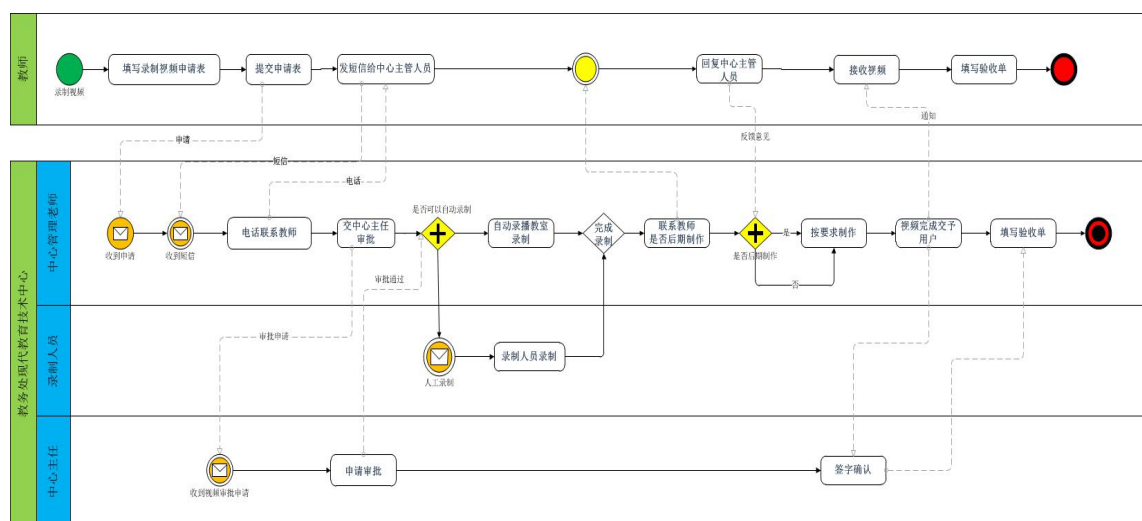 教师
录制视频
填写录制视频申请表
提交申请表
发短信给中心主管人员
回复中心主管
人员
接收视频
填写验收单
申请
短信
电话
反馈意见
通知
教务处现代教育技术中心
中心管理老师
收到申请
收到短信
电话联系教师
交中心主任
审批
是否可以自动录制
自动录播教室
录制
完成
录制
联系教师
是否后期制作
是否后期制作
是
否
按要求制作
视频完成交予
用户
填写验收单
审批申请
审批通过
录制人员
人工录制
录制人员录制
中心主任
收到视频审批申请
申请审批
签字确认